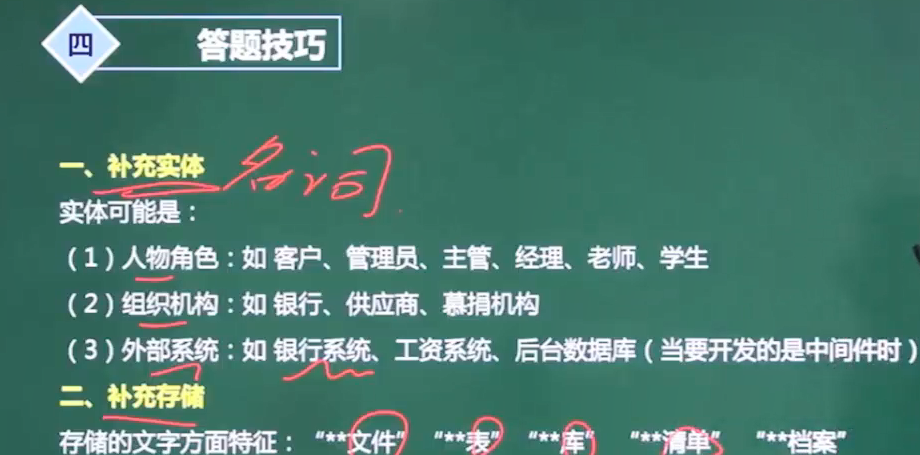 四 答题技巧
一、补充实体 名词
实体可能是：
（1）人物角色：如 客户、管理员、主管、经理、老师、学生
（2）组织机构：如 银行、供应商、慕捐机构
（3）外部系统：如 银行系统、工资系统、后台数据库（当要开发的是中间件时）
二、补充存储
存储的文字方面特征： “**文件” “**表” “**库” “**清单” “**档案”